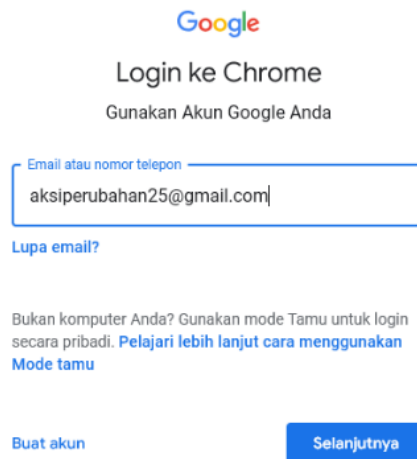 Google
Login ke Chrome
Gunakan Akun Google Anda
Email atau nomor telepon
aksiperubahan25@gmail.com
Lupa email?
Bukan komputer Anda? Gunakan mode Tamu untuk login
secara pribadi. Pelajari lebih lanjut cara menggunakan
Mode tamu
Buat akun
Selanjutnya